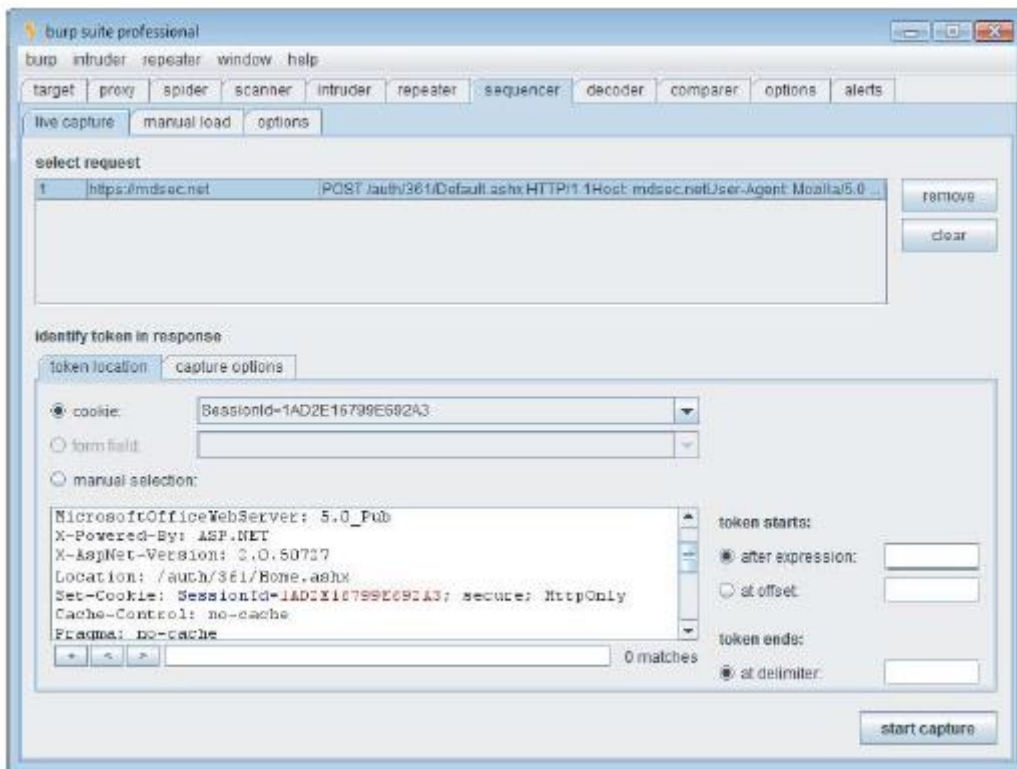 burp suite professional
burp intruder repeater window help
target proxy spider scanner intruder repeater sequencer decoder comparer options alerts
live capture manual load options
select request
1 https://mdsec.net POST /auth/361/Default.ashx HTTP/1.1Host: mdsec.netUser-Agent: Mozilla/5.0 ...
remove
clear
identify token in response
token location capture options
cookie: SessionId=1AD2E16799E692A3
form field:
manual selection:
MicrosoftOfficeWebServer: 5.0_Pub
X-Powered-By: ASP.NET
X-AspNet-Version: 2.0.50727
Location: /auth/361/Home.ashx
Set-Cookie: SessionId=1AD2E16799E692A3; secure; HttpOnly
Cache-Control: no-cache
Pragma: no-cache
token starts:
after expression:
at offset:
token ends:
at delimiter:
+ < > 0 matches
start capture